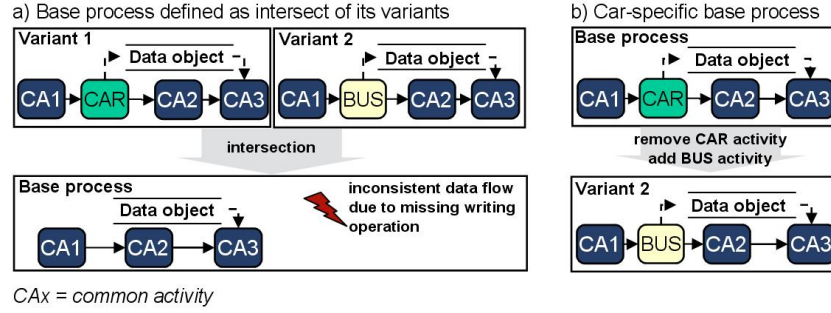 a) Base process defined as intersect of its variants
Variant 1
Data object
CA1 CAR CA2 CA3
Variant 2
Data object
CA1 BUS CA2 CA3
intersection
Base process
Data object
CA1 CA2 CA3
inconsistent data flow
due to missing writing
operation
CAx = common activity
b) Car-specific base process
Base process
Data object
CA1 CAR CA2 CA3
remove CAR activity
add BUS activity
Variant 2
Data object
CA1 BUS CA2 CA3